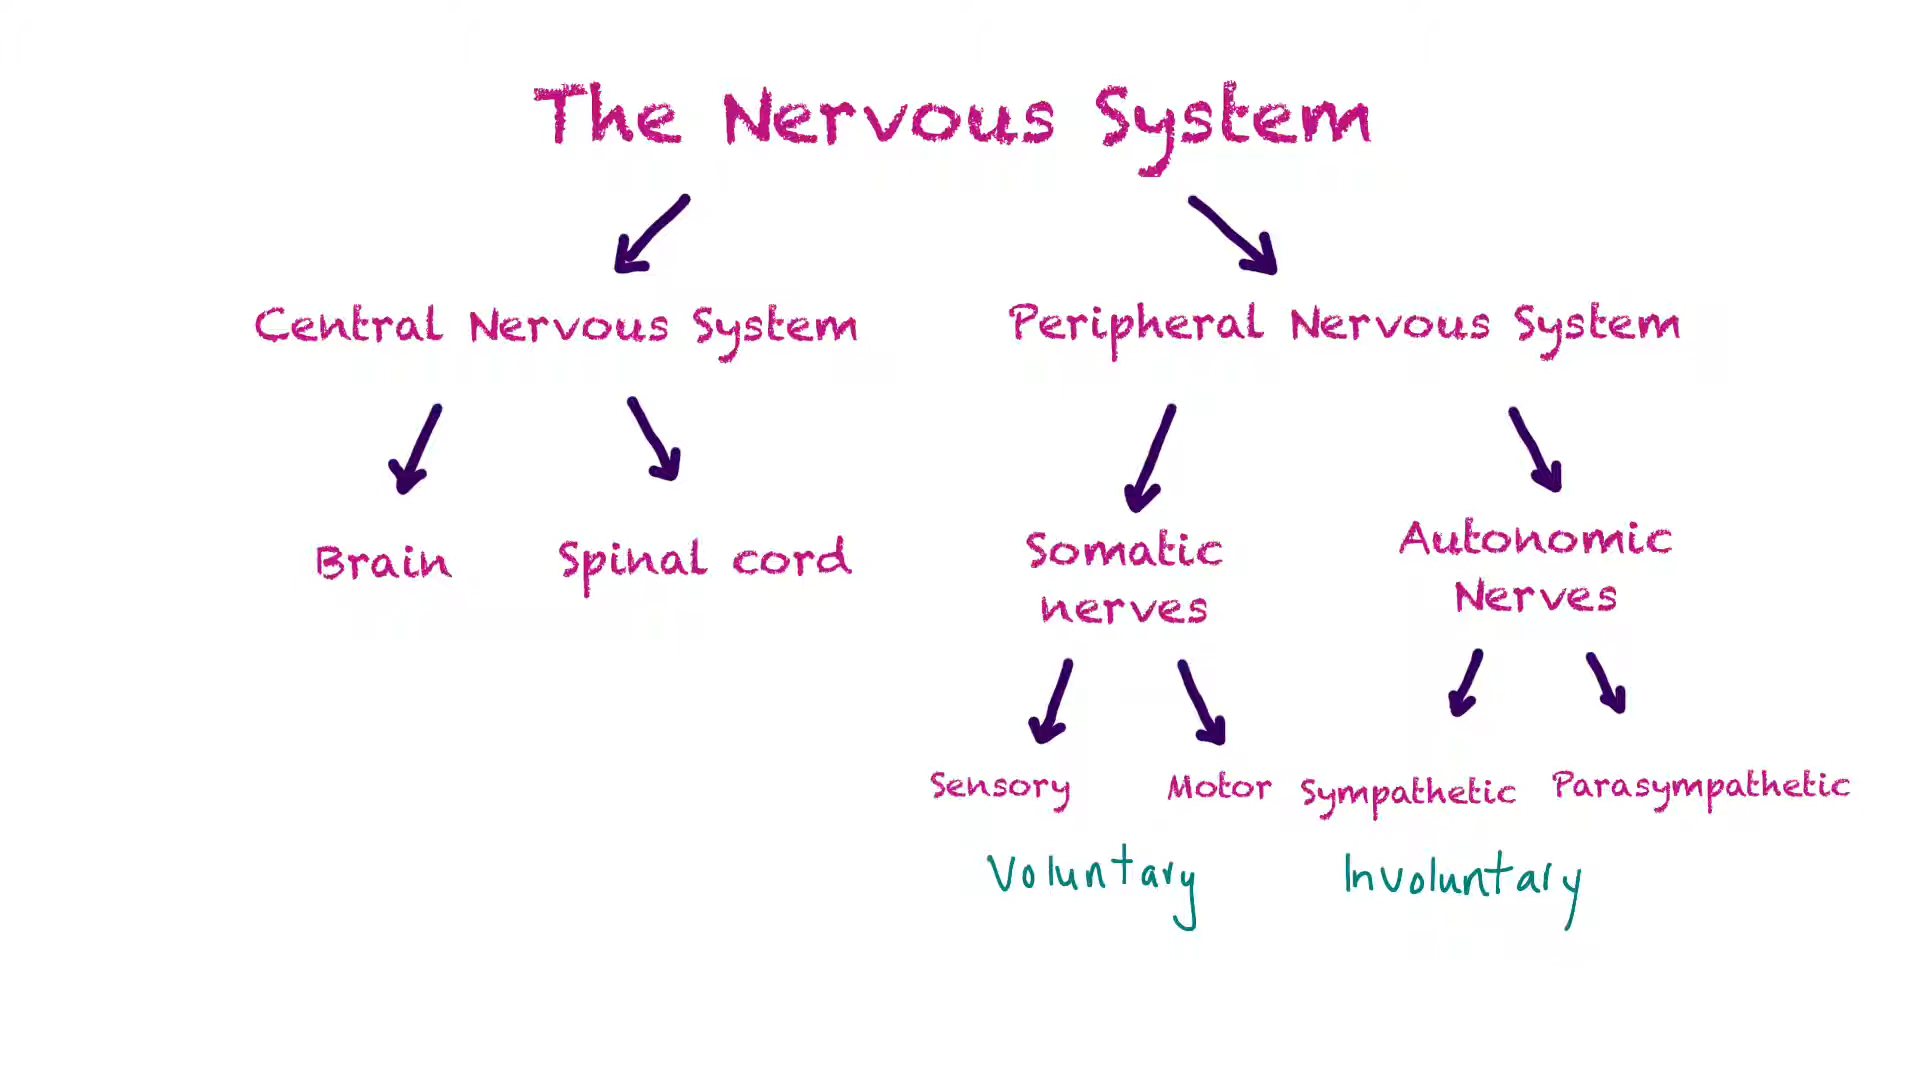 The Nervous System
Central Nervous System
Peripheral Nervous System
Brain
Spinal cord
Somatic
nerves
Autonomic
Nerves
Sensory
Motor
Sympathetic
Parasympathetic
Voluntary
Involuntary